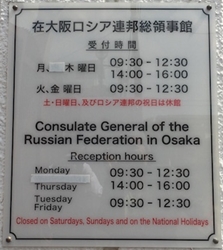 在大阪ロシア連邦総領事館
受付時間
月、木 曜日 09:30 - 12:30
14:00 - 16:00
火、金 曜日 09:30 - 12:30
土・日曜日、及びロシア連邦の祝日は休館
Consulate General of the
Russian Federation in Osaka
Reception hours
Monday 09:30 - 12:30
Thursday 14:00 - 16:00
Tuesday 09:30 - 12:30
Friday
Closed on Saturdays, Sundays and on the National Holidays